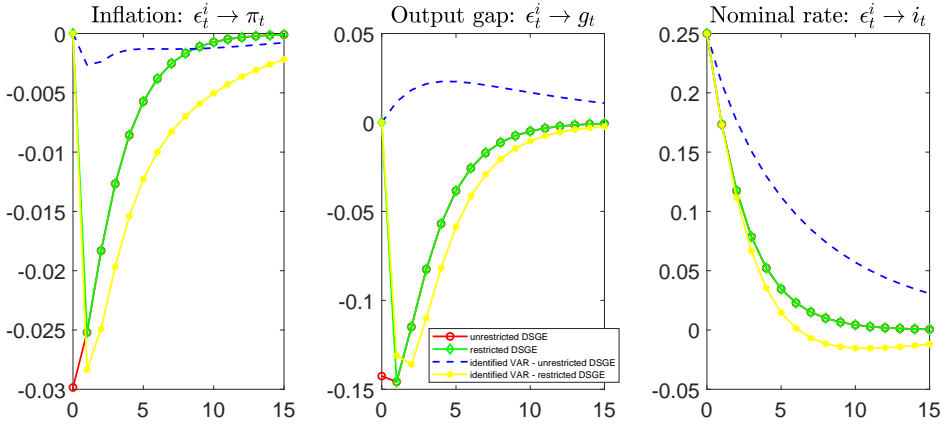 Inflation: ϵ^i_t → π_t
0
-0.005
-0.01
-0.015
-0.02
-0.025
-0.03
0 5 10 15
Output gap: ϵ^i_t → g_t
0.05
0
-0.05
-0.1
-0.15
0 5 10 15
unrestricted DSGE
restricted DSGE
identified VAR - unrestricted DSGE
identified VAR - restricted DSGE
Nominal rate: ϵ^i_t → i_t
0.25
0.2
0.15
0.1
0.05
0
-0.05
0 5 10 15